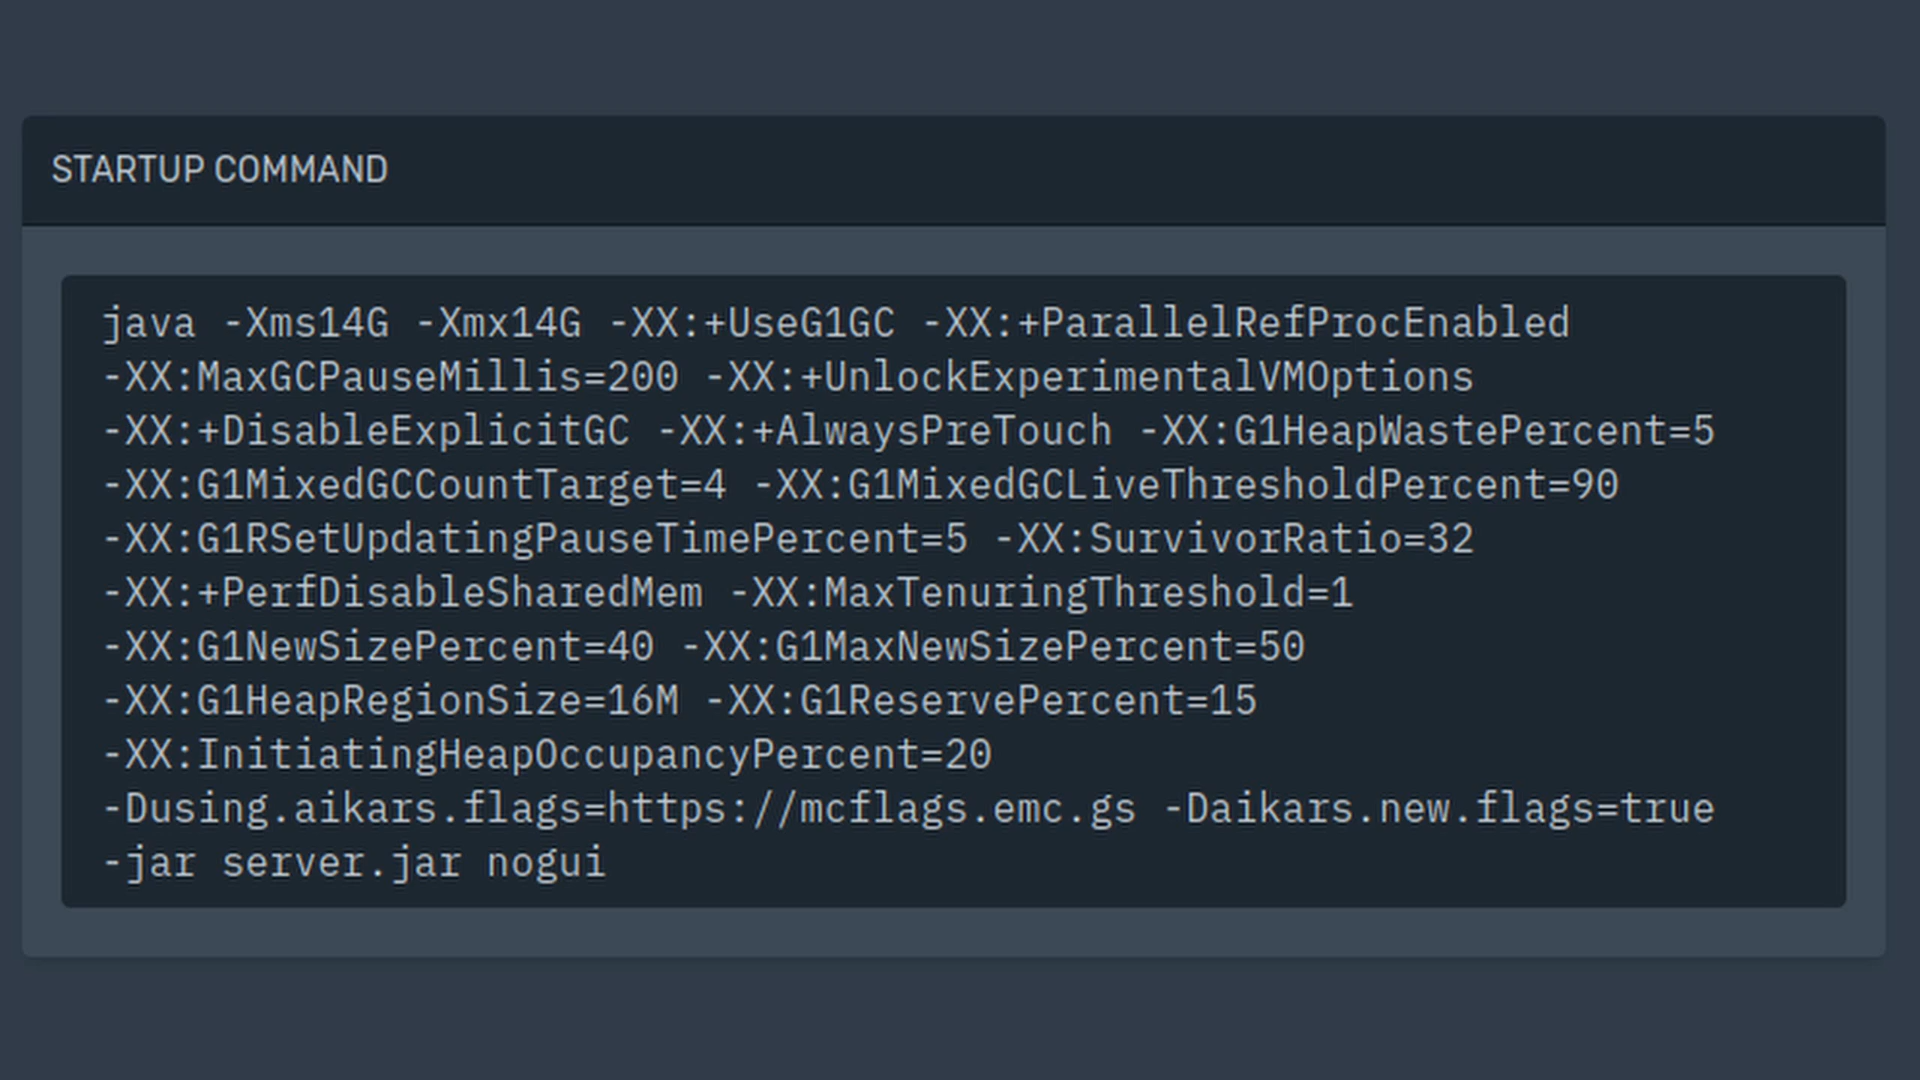 STARTUP COMMAND
java -Xms14G -Xmx14G -XX:+UseG1GC -XX:+ParallelRefProcEnabled
-XX:MaxGCPauseMillis=200 -XX:+UnlockExperimentalVMOptions
-XX:+DisableExplicitGC -XX:+AlwaysPreTouch -XX:G1HeapWastePercent=5
-XX:G1MixedGCCountTarget=4 -XX:G1MixedGCLiveThresholdPercent=90
-XX:G1RSetUpdatingPauseTimePercent=5 -XX:SurvivorRatio=32
-XX:+PerfDisableSharedMem -XX:MaxTenuringThreshold=1
-XX:G1NewSizePercent=40 -XX:G1MaxNewSizePercent=50
-XX:G1HeapRegionSize=16M -XX:G1ReservePercent=15
-XX:InitiatingHeapOccupancyPercent=20
-Dusing.aikars.flags=https://mcflags.emc.gs -Daikars.new.flags=true
-jar server.jar nogui